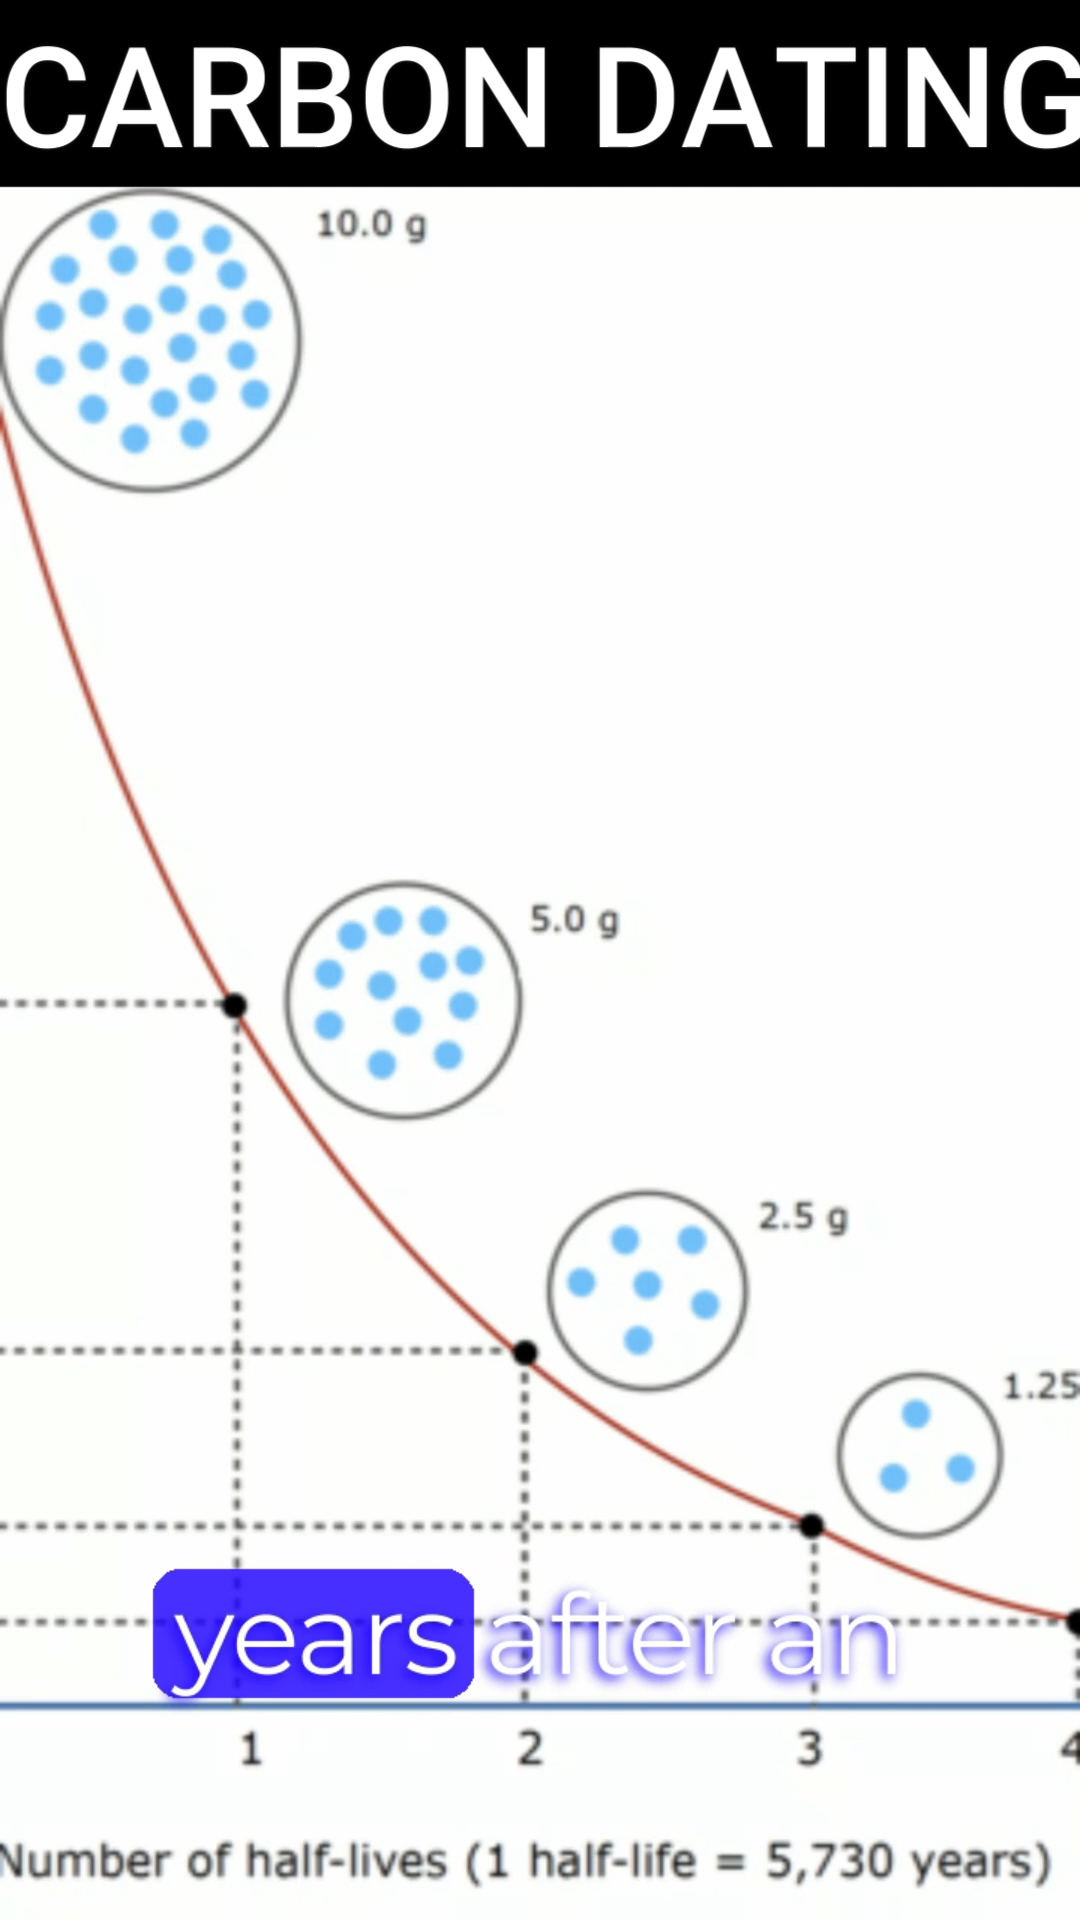 CARBON DATING
10.0 g
5.0 g
2.5 g
1.25
years after an
1 2 3 4
Number of half-lives (1 half-life = 5,730 years)